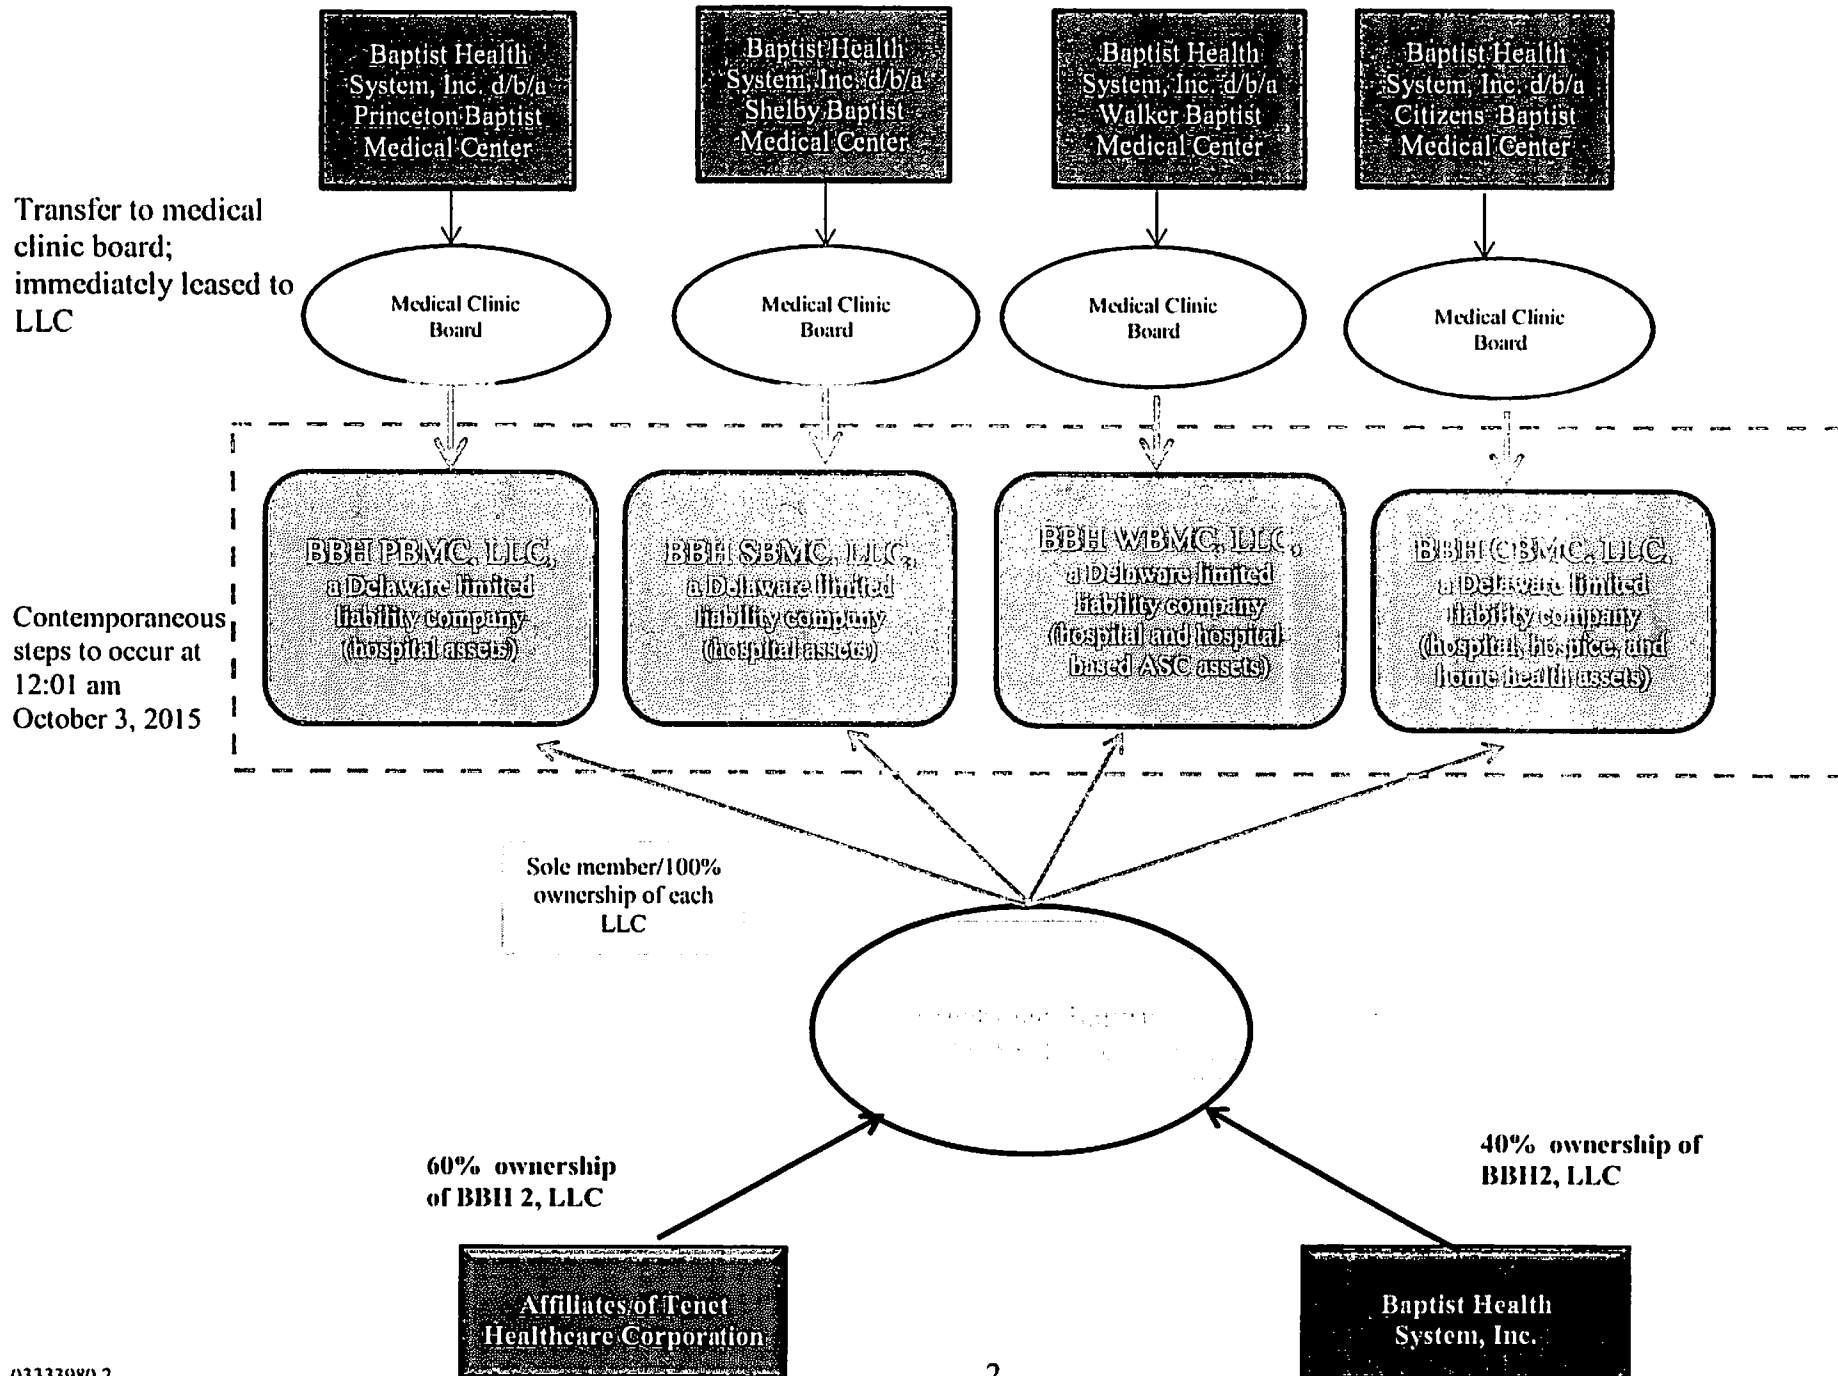 Baptist Health
System, Inc. d/b/a
Princeton Baptist
Medical Center
Baptist Health
System, Inc. d/b/a
Shelby Baptist
Medical Center
Baptist Health
System, Inc. d/b/a
Walker Baptist
Medical Center
Baptist Health
System, Inc. d/b/a
Citizens Baptist
Medical Center
Transfer to medical
clinic board;
immediately leased to
LLC
Medical Clinic
Board
Medical Clinic
Board
Medical Clinic
Board
Medical Clinic
Board
BBH PBMC, LLC,
a Delaware limited
liability company
(hospital assets)
BBH SBMC, LLC,
a Delaware limited
liability company
(hospital assets)
BBH WBMC, LLC,
a Delaware limited
liability company
(hospital and hospital
based ASC assets)
BBH CBMC, LLC,
a Delaware limited
liability company
(hospital, hospice, and
home health assets)
Contemporaneous
steps to occur at
12:01 am
October 3, 2015
Sole member/100%
ownership of each
LLC
60% ownership
of BBH 2, LLC
40% ownership of
BBH2, LLC
Affiliates of Tenet
Healthcare Corporation
Baptist Health
System, Inc.
03333980.2
2